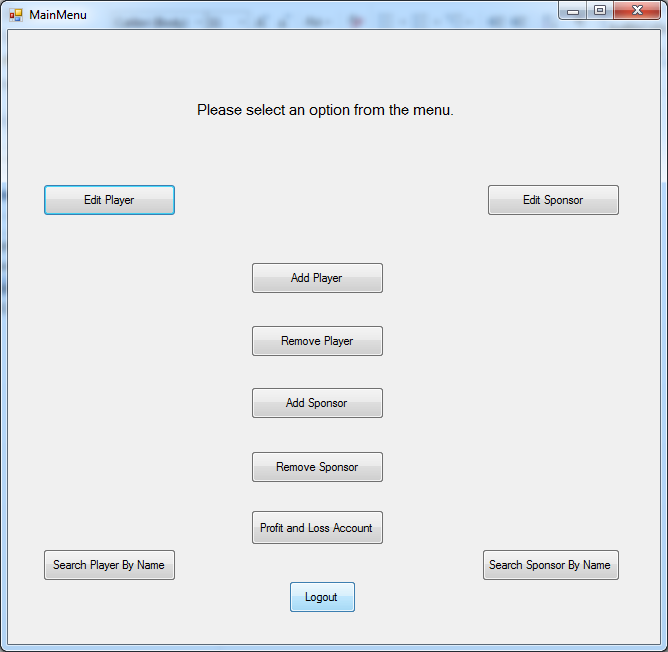 MainMenu
Please select an option from the menu.
Edit Player
Edit Sponsor
Add Player
Remove Player
Add Sponsor
Remove Sponsor
Profit and Loss Account
Search Player By Name
Search Sponsor By Name
Logout